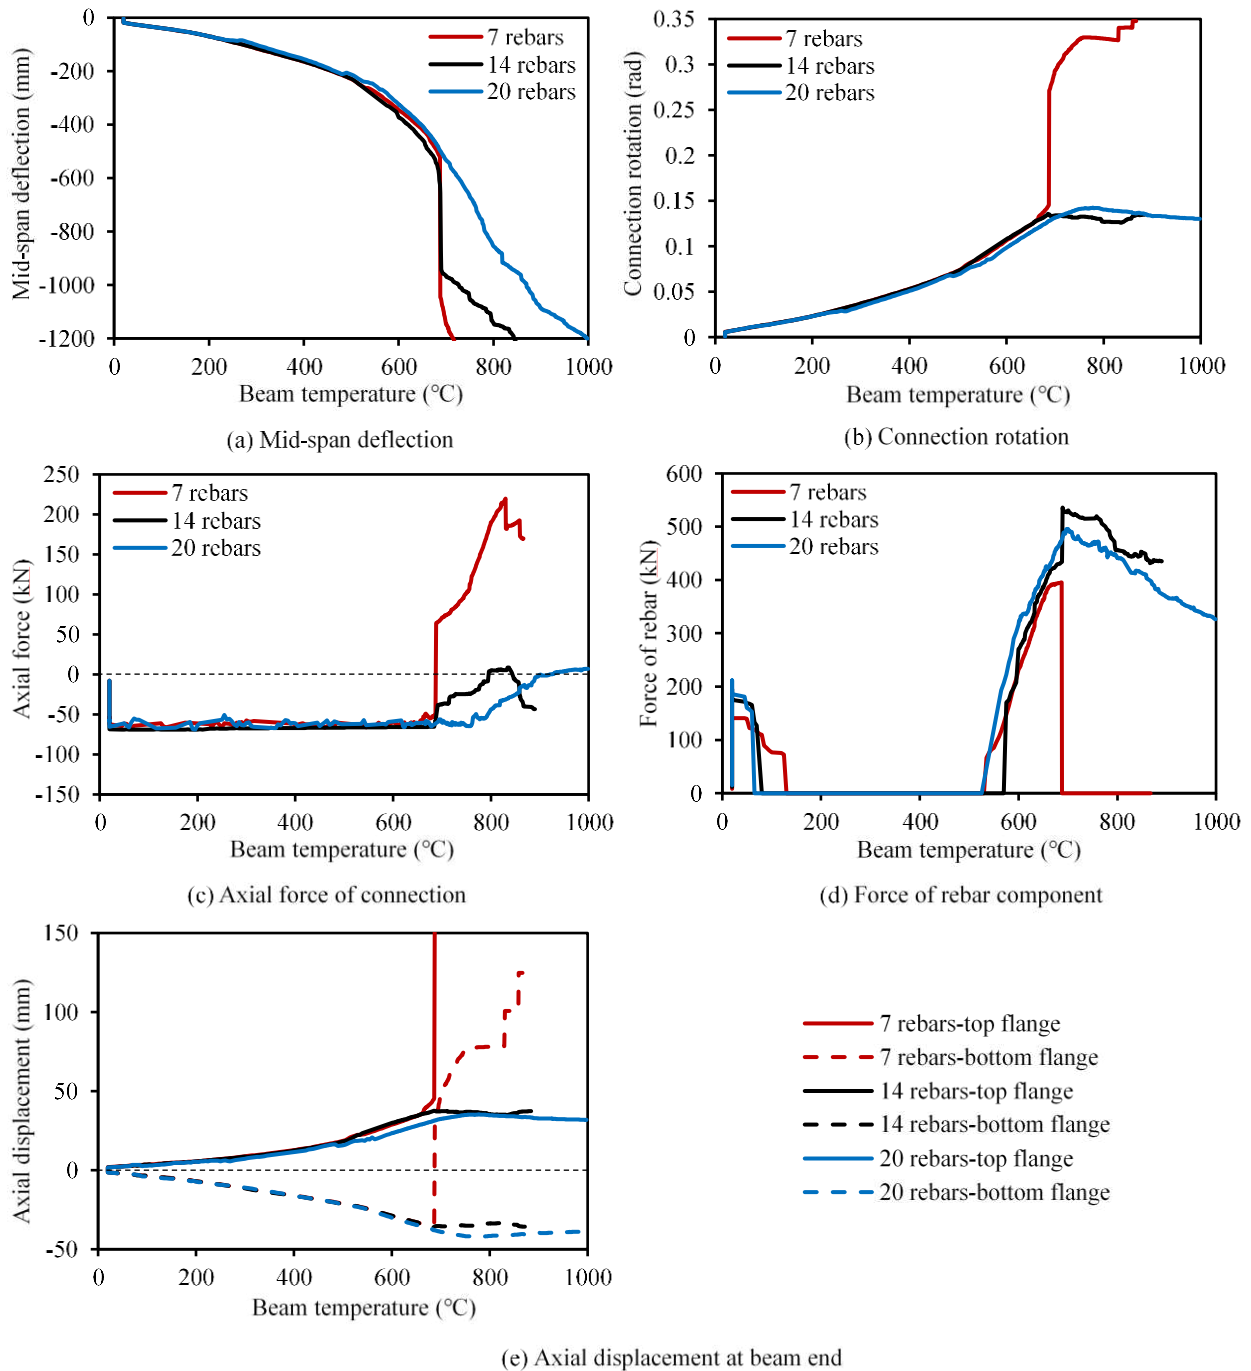 0
-200
-400
-600
-800
-1000
-1200
0 200 400 600 800 1000
Mid-span deflection (mm)
7 rebars
14 rebars
20 rebars
Beam temperature (℃)
(a) Mid-span deflection
0.35
0.3
0.25
0.2
0.15
0.1
0.05
0
0 200 400 600 800 1000
Connection rotation (rad)
7 rebars
14 rebars
20 rebars
Beam temperature (℃)
(b) Connection rotation
250
200
150
100
50
0
-50
-100
-150
0 200 400 600 800 1000
Axial force (kN)
7 rebars
14 rebars
20 rebars
Beam temperature (℃)
(c) Axial force of connection
600
500
400
300
200
100
0
0 200 400 600 800 1000
Force of rebar (kN)
7 rebars
14 rebars
20 rebars
Beam temperature (℃)
(d) Force of rebar component
150
100
50
0
-50
0 200 400 600 800 1000
Axial displacement (mm)
Beam temperature (℃)
7 rebars-top flange
7 rebars-bottom flange
14 rebars-top flange
14 rebars-bottom flange
20 rebars-top flange
20 rebars-bottom flange
(e) Axial displacement at beam end